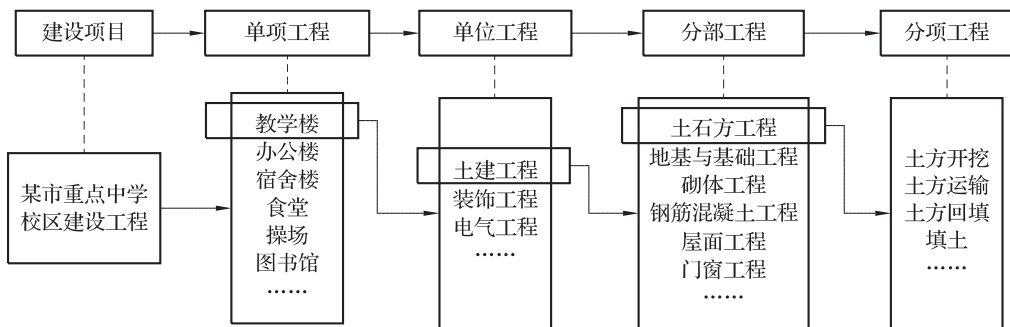 建设项目
单项工程
单位工程
分部工程
分项工程
某市重点中学
校区建设工程
教学楼
办公楼
宿舍楼
食堂
操场
图书馆
……
土建工程
装饰工程
电气工程
……
土石方工程
地基与基础工程
砌体工程
钢筋混凝土工程
屋面工程
门窗工程
……
土方开挖
土方运输
土方回填
填土
……